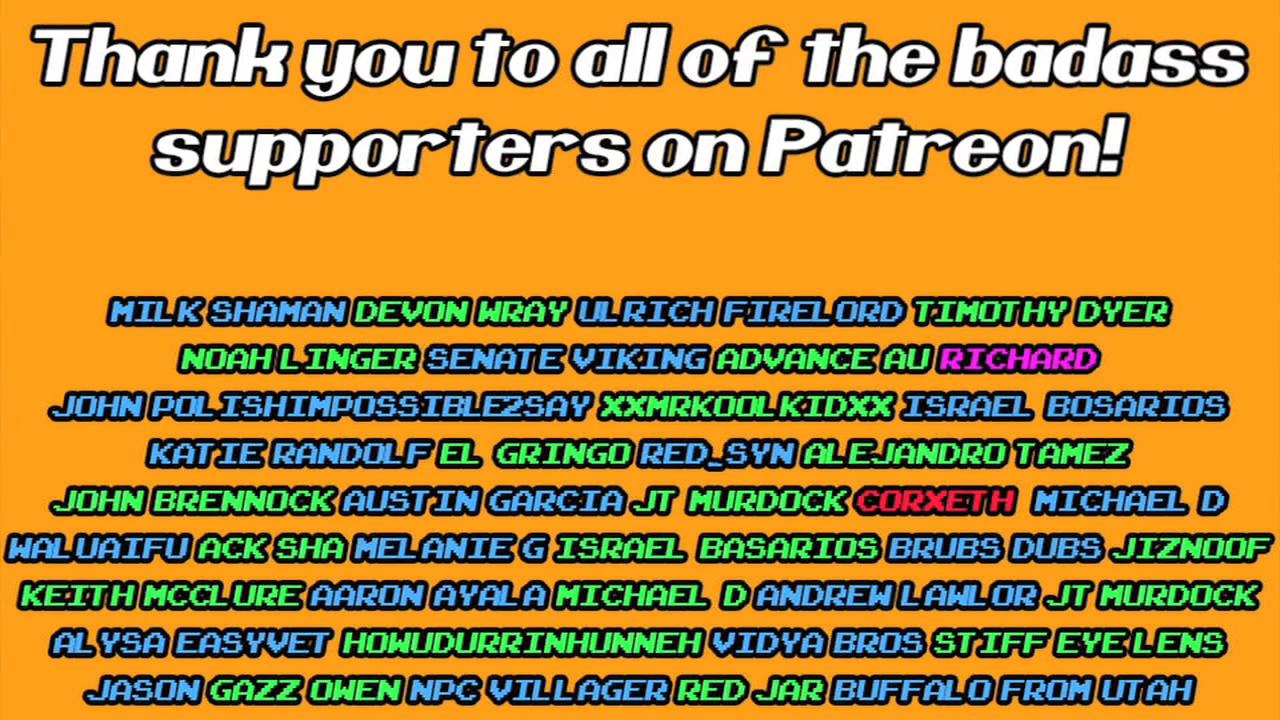 Thank you to all of the badass
supporters on Patreon!
MILK SHAMAN DEVON WRAY ULRICH FIRELORD TIMOTHY DYER
NOAH LINGER SENATE VIKING ADVANCE AU RICHARD
JOHN POLISHIMPOSSIBLE2SAY XXMRKOOLKIDXX ISRAEL BOSARIOS
KATIE RANDOLF EL GRINGO RED_SYN ALEJANDRO TAMEZ
JOHN BRENNOCK AUSTIN GARCIA JT MURDOCK CORXETH MICHAEL D
WALUAIFU ACK SHA MELANIE G ISRAEL BASARIOS BRUBS DUBS JIZNOOF
KEITH MCCLURE AARON AYALA MICHAEL D ANDREW LAWLOR JT MURDOCK
ALYSA EASYVET HOWUDURRINHUNNEH VIDYA BROS STIFF EYE LENS
JASON GAZZ OWEN NPC VILLAGER RED JAR BUFFALO FROM UTAH